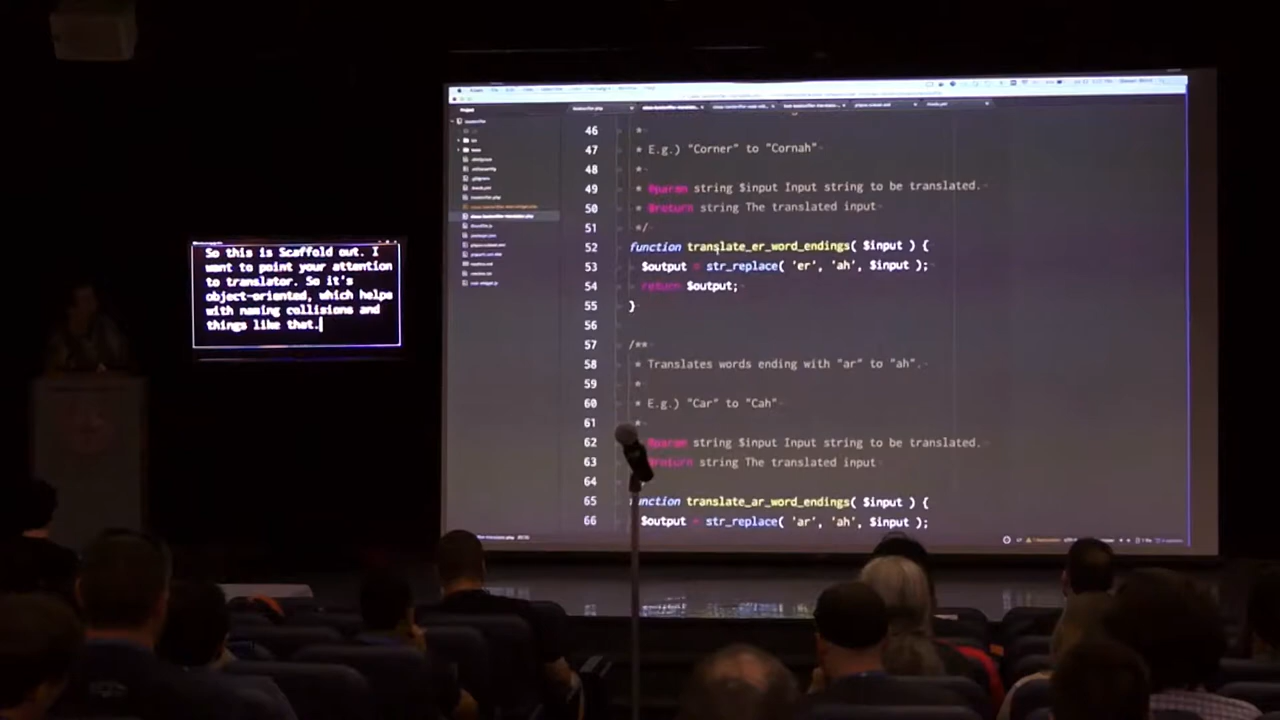 So this is Scaffold out. I
want to point your attention
to translator. So it's
object-oriented, which helps
with naming collisions and
things like that.
46 *
47 * E.g.) "Corner" to "Cornah"
48 *
49 * @param string $input Input string to be translated.
50 * @return string The translated input
51 */
52 function translate_er_word_endings( $input ) {
53 $output = str_replace( 'er', 'ah', $input );
54 return $output;
55 }
56
57 /**
58 * Translates words ending with "ar" to "ah".
59 *
60 * E.g.) "Car" to "Cah"
61 *
62 * @param string $input Input string to be translated.
63 * @return string The translated input
64
65 function translate_ar_word_endings( $input ) {
66 $output = str_replace( 'ar', 'ah', $input );